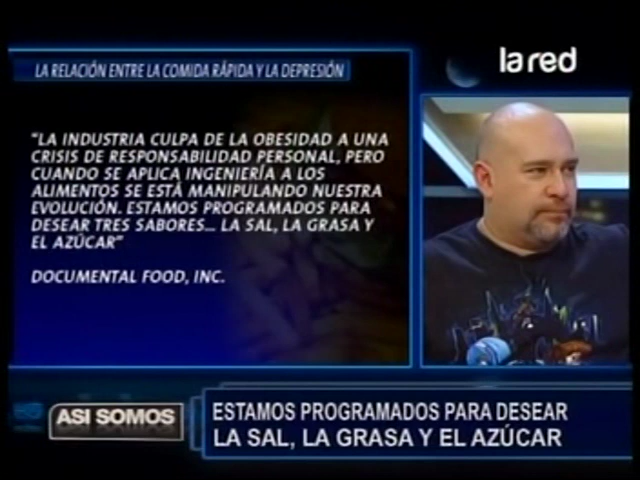 LA RELACIÓN ENTRE LA COMIDA RÁPIDA Y LA DEPRESIÓN
la red
"LA INDUSTRIA CULPA DE LA OBESIDAD A UNA
CRISIS DE RESPONSABILIDAD PERSONAL, PERO
CUANDO SE APLICA INGENIERÍA A LOS
ALIMENTOS SE ESTÁ MANIPULANDO NUESTRA
EVOLUCIÓN. ESTAMOS PROGRAMADOS PARA
DESEAR TRES SABORES... LA SAL, LA GRASA Y
EL AZÚCAR"
DOCUMENTAL FOOD, INC.
ASI SOMOS
ESTAMOS PROGRAMADOS PARA DESEAR
LA SAL, LA GRASA Y EL AZÚCAR